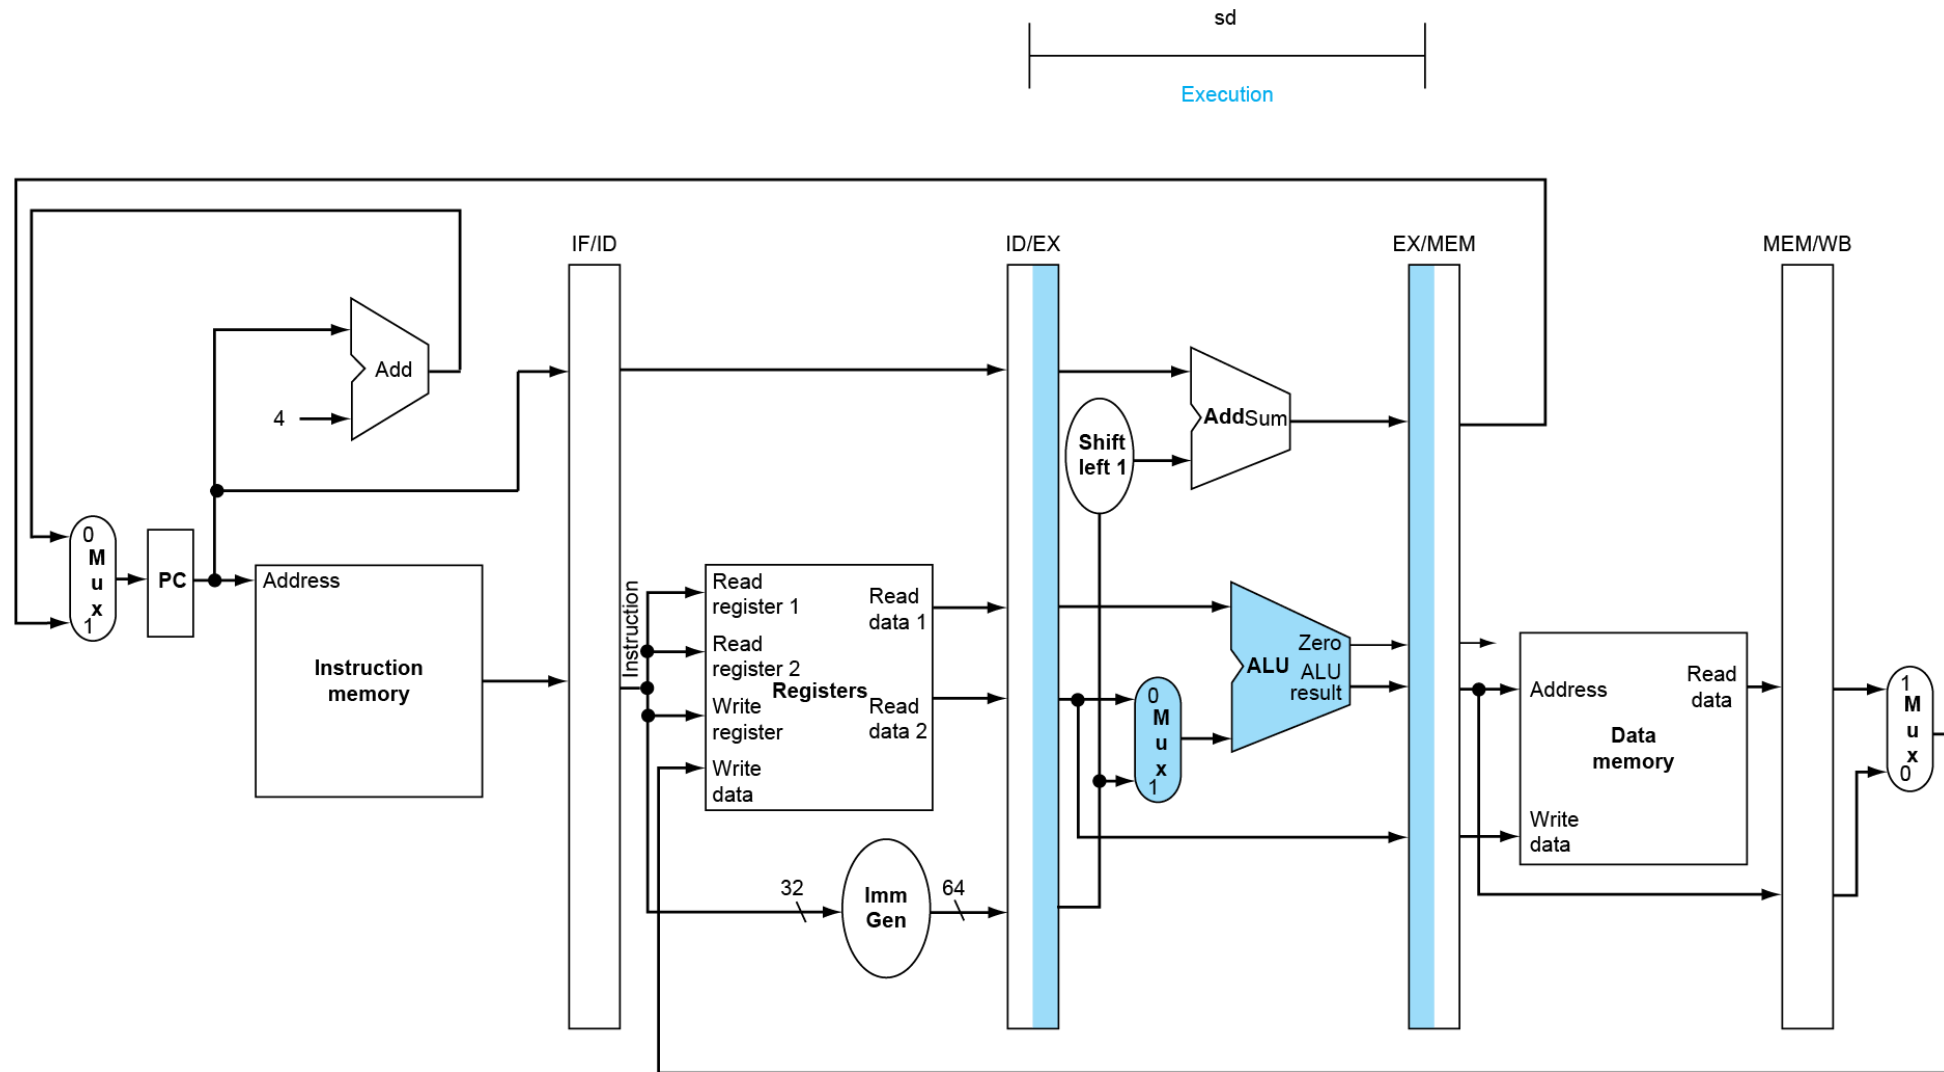 sd
Execution
IF/ID
ID/EX
EX/MEM
MEM/WB
Add
4
Shift
left 1
Add Sum
0
M
u
x
1
PC
Address
Instruction
memory
Instruction
Read
register 1
Read
register 2
Write
register
Write
data
Registers
Read
data 1
Read
data 2
32
Imm
Gen
64
0
M
u
x
1
ALU
Zero
ALU
result
Address
Read
data
Data
memory
Write
data
1
M
u
x
0